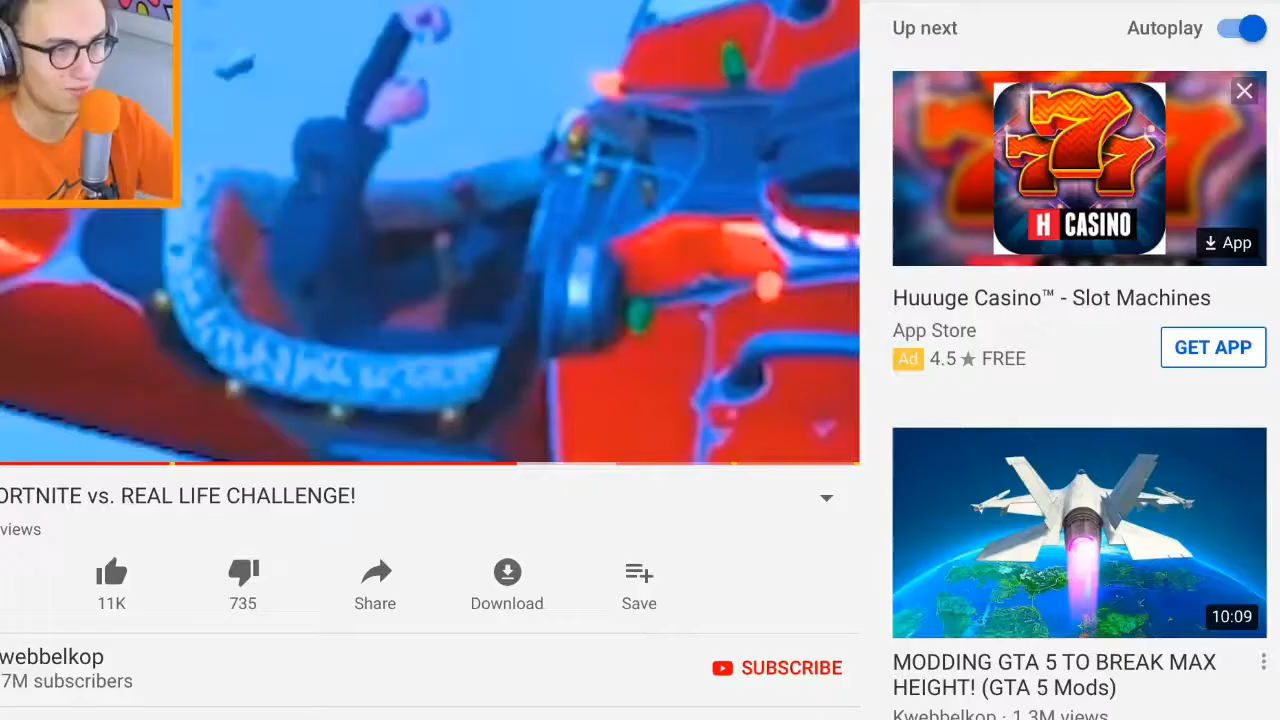 Up next
Autoplay
777
H CASINO
App
Huuuge Casino™ - Slot Machines
App Store
Ad 4.5 ★ FREE
GET APP
ORTNITE vs. REAL LIFE CHALLENGE!
views
11K
735
Share
Download
Save
webbelkop
7M subscribers
SUBSCRIBE
10:09
MODDING GTA 5 TO BREAK MAX
HEIGHT! (GTA 5 Mods)
Kwebbelkop · 1.3M views